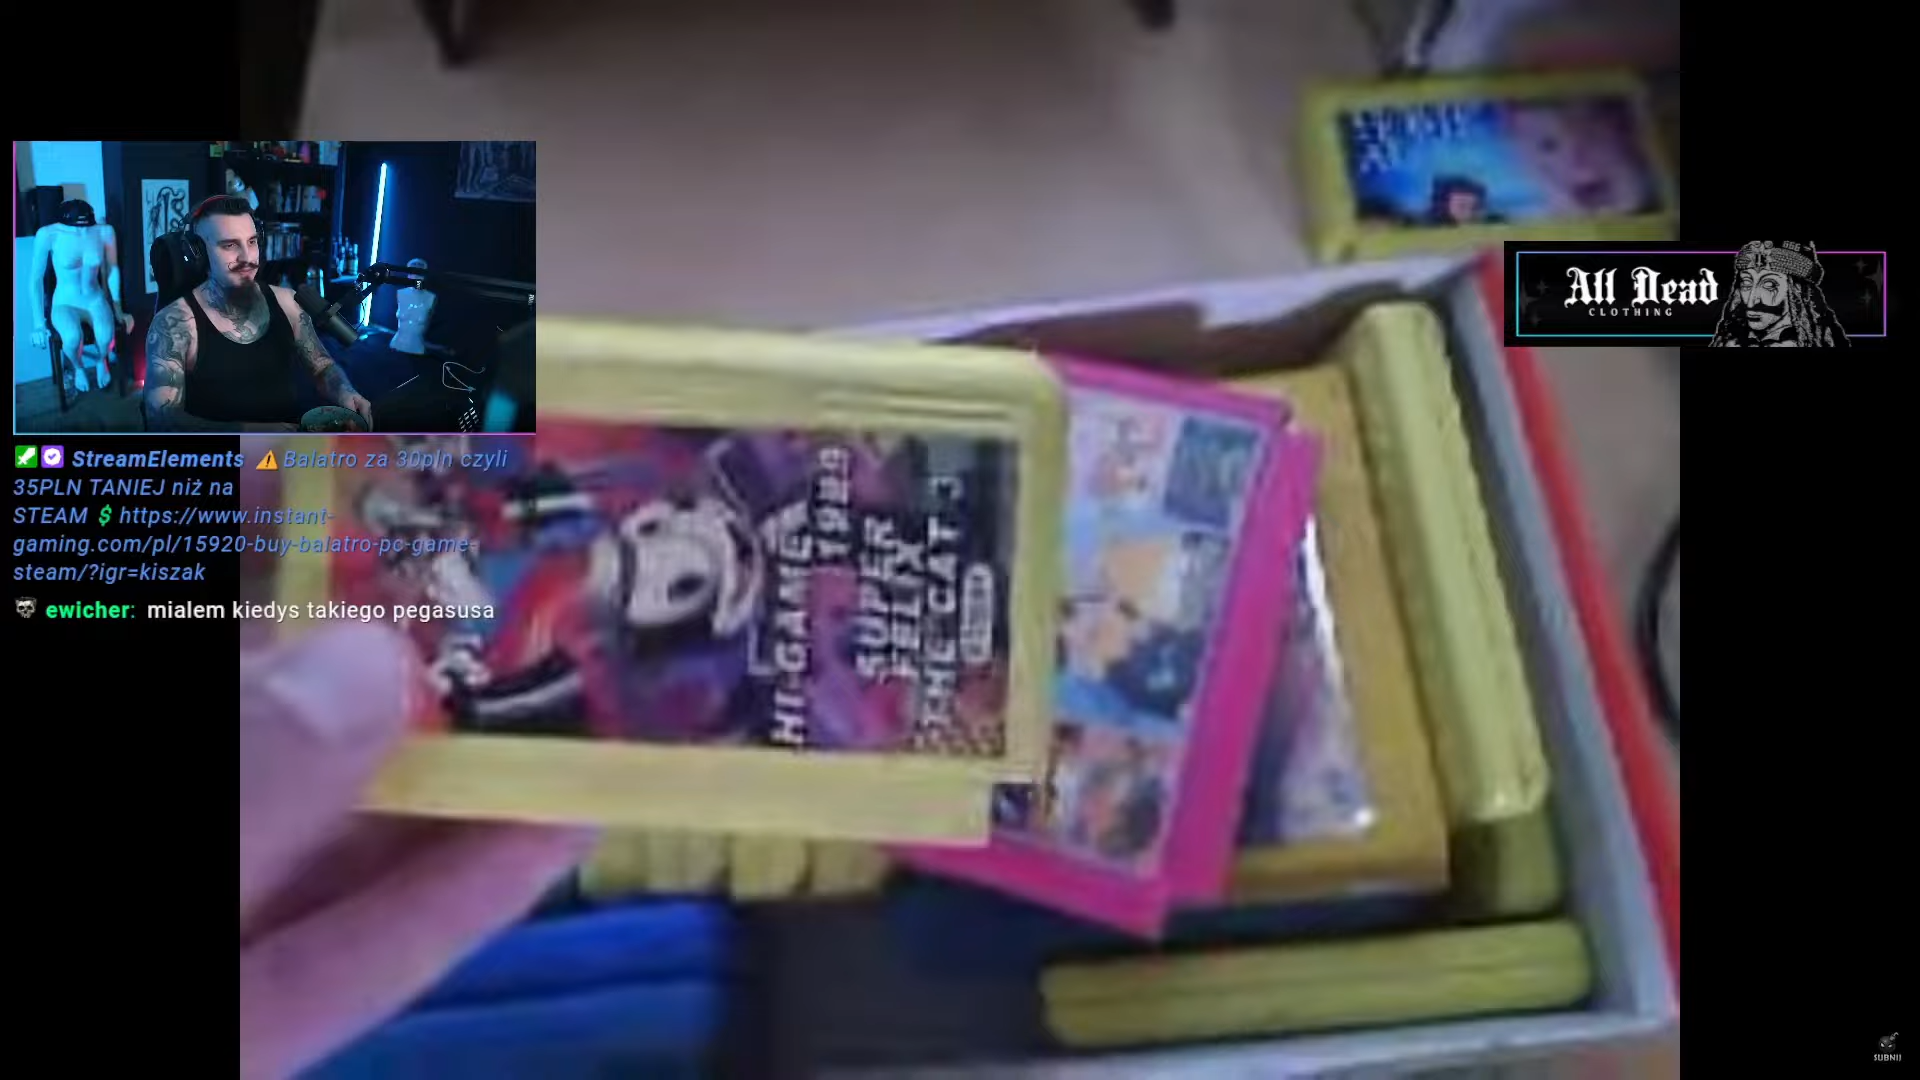 StreamElements ⚠️Balatro za 30pln czyli
35PLN TANIEJ niż na
STEAM 💲https://www.instant-
gaming.com/pl/15920-buy-balatro-pc-game-
steam/?igr=kiszak
ewicher: mialem kiedys takiego pegasusa
HI-GAME
SUPER
FELIX
THE CAT 3
All Dead
CLOTHING
666
SUBNIJ